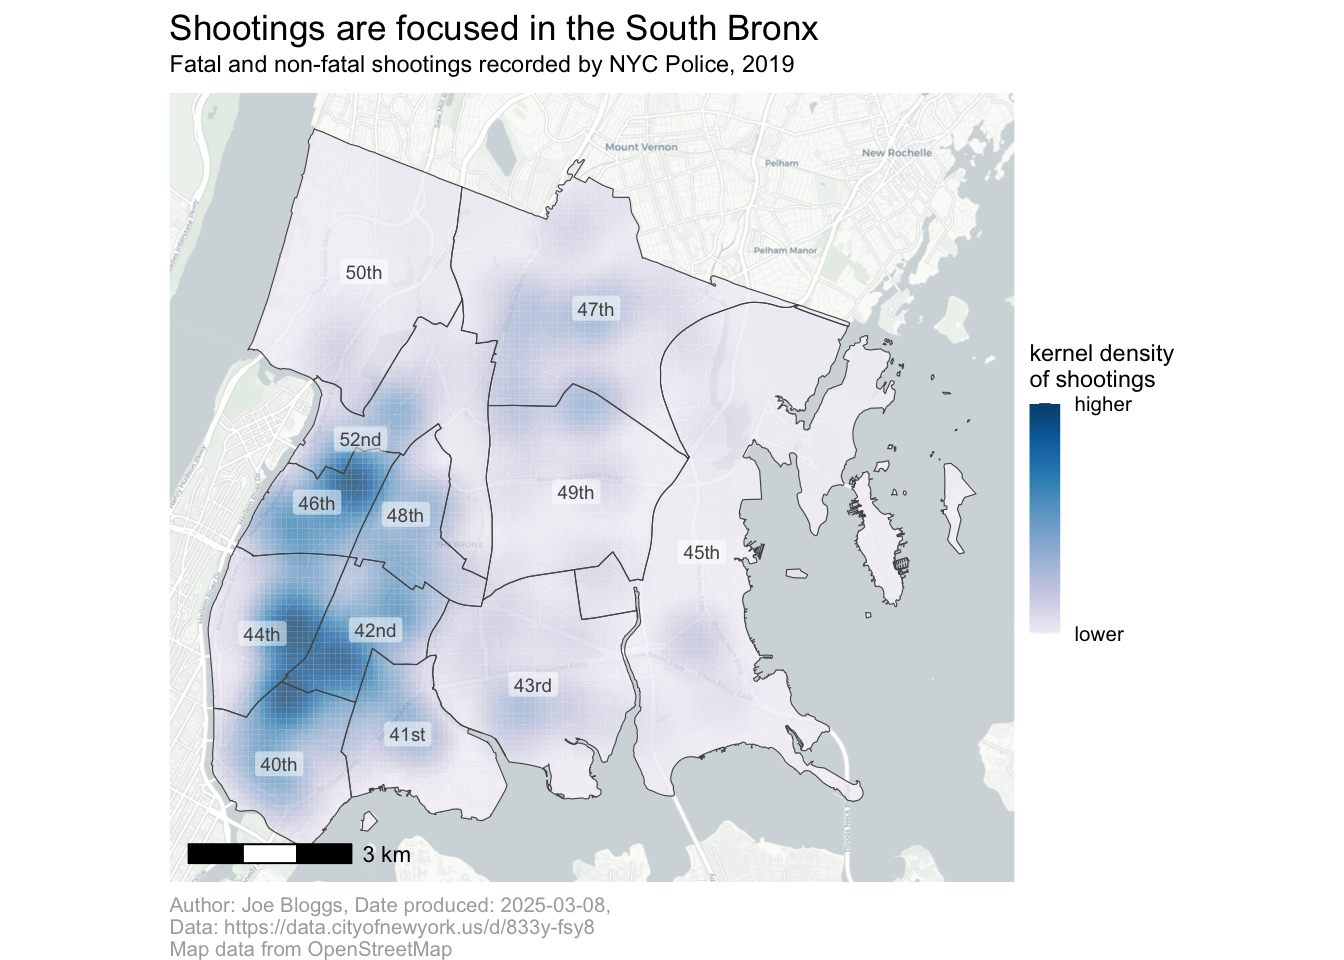 Shootings are focused in the South Bronx
Fatal and non-fatal shootings recorded by NYC Police, 2019
Mount Vernon
New Rochelle
Pelham
Pelham Manor
50th
47th
kernel density
of shootings
higher
52nd
46th
49th
48th
THE BRONX
45th
44th
42nd
lower
43rd
41st
40th
3 km
Author: Joe Bloggs, Date produced: 2025-03-08,
Data: https://data.cityofnewyork.us/d/833y-fsy8
Map data from OpenStreetMap